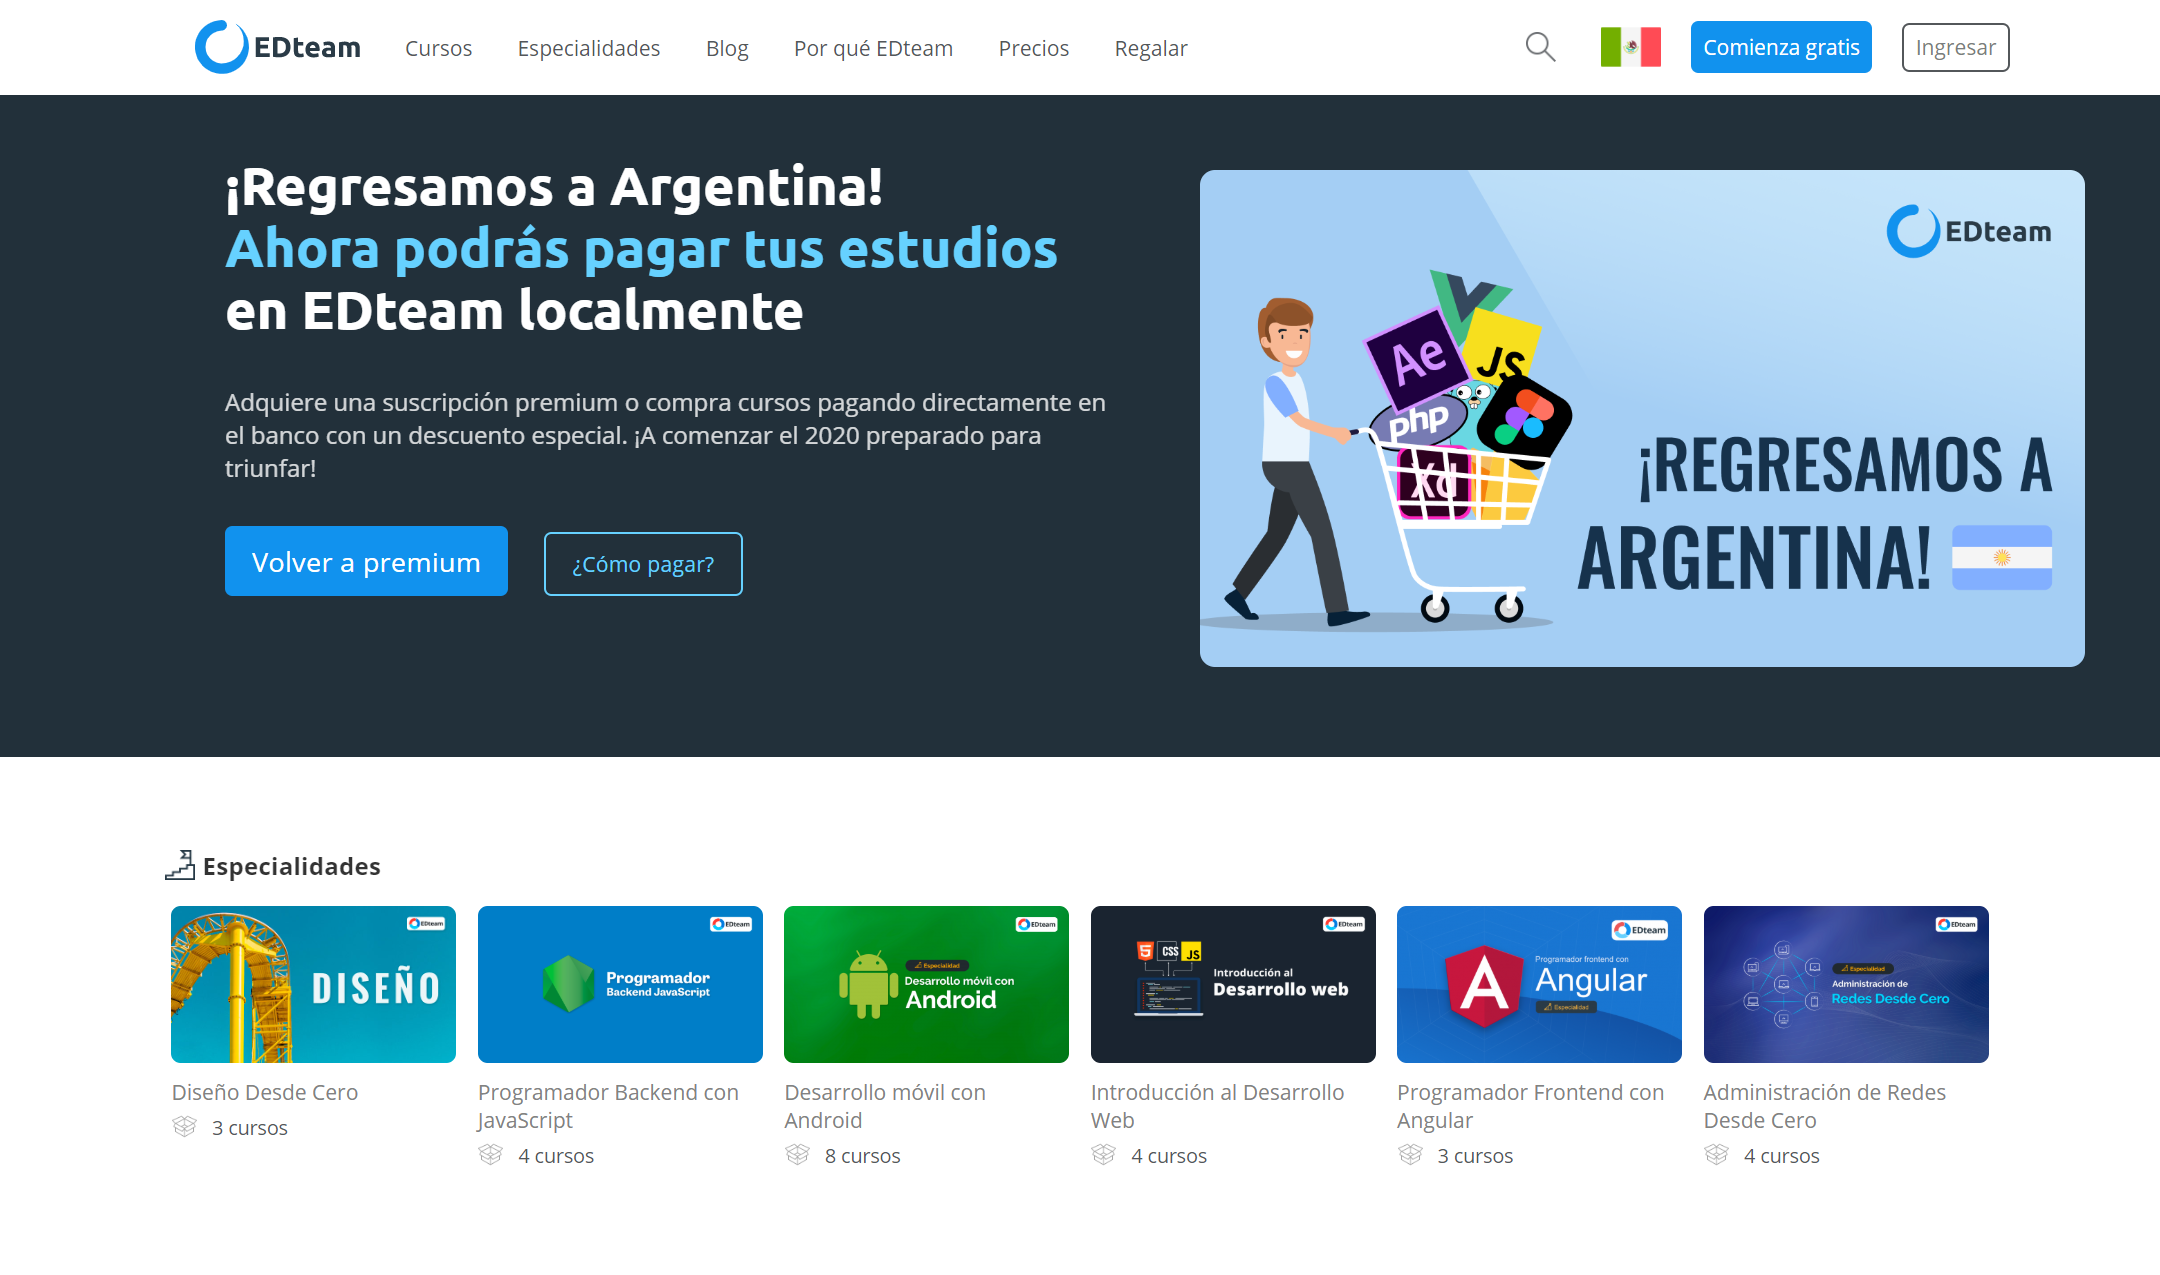 EDteam
Cursos
Especialidades
Blog
Por qué EDteam
Precios
Regalar
Comienza gratis
Ingresar
¡Regresamos a Argentina!
Ahora podrás pagar tus estudios
en EDteam localmente
Adquiere una suscripción premium o compra cursos pagando directamente en
el banco con un descuento especial. ¡A comenzar el 2020 preparado para
triunfar!
Volver a premium
¿Cómo pagar?
EDteam
Ae
JS
php
Xd
¡REGRESAMOS A
ARGENTINA!
Especialidades
EDteam
DISEÑO
Diseño Desde Cero
3 cursos
EDteam
Programador
Backend JavaScript
Programador Backend con
JavaScript
4 cursos
EDteam
Especialidad
Desarrollo móvil con
Android
Desarrollo móvil con
Android
8 cursos
EDteam
5
CSS
JS
Introducción al
Desarrollo web
Introducción al Desarrollo
Web
4 cursos
EDteam
A
Programador frontend con
Angular
Especialidad
Programador Frontend con
Angular
3 cursos
EDteam
Especialidad
Administración de
Redes Desde Cero
Administración de Redes
Desde Cero
4 cursos